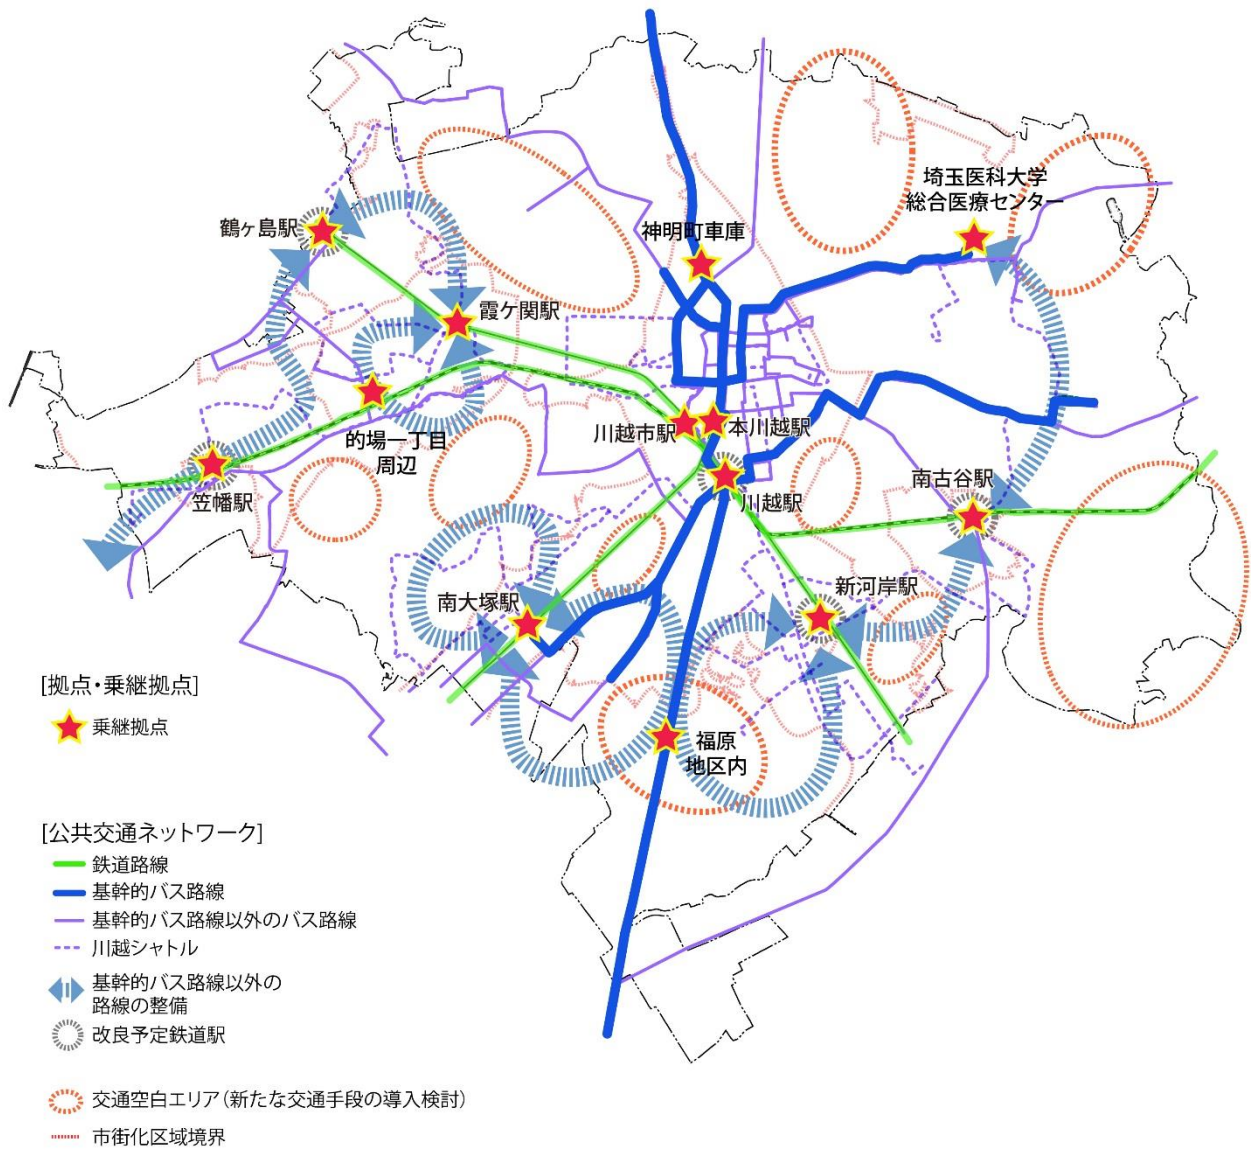 埼玉医科大学
総合医療センター
鶴ヶ島駅
神明町車庫
霞ケ関駅
川越市駅
本川越駅
的場一丁目
周辺
笠幡駅
川越駅
南古谷駅
南大塚駅
新河岸駅
福原
地区内
[拠点・乗継拠点]
乗継拠点
[公共交通ネットワーク]
鉄道路線
基幹的バス路線
基幹的バス路線以外のバス路線
川越シャトル
基幹的バス路線以外の
路線の整備
改良予定鉄道駅
交通空白エリア(新たな交通手段の導入検討)
市街化区域境界